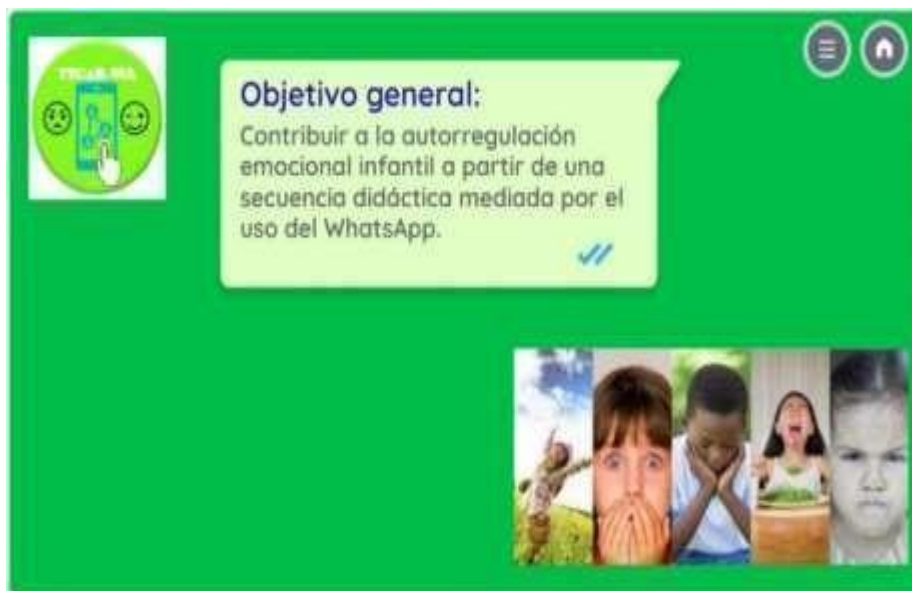 Objetivo general:
Contribuir a la autorregulación
emocional infantil a partir de una
secuencia didáctica mediada por el
uso del WhatsApp.